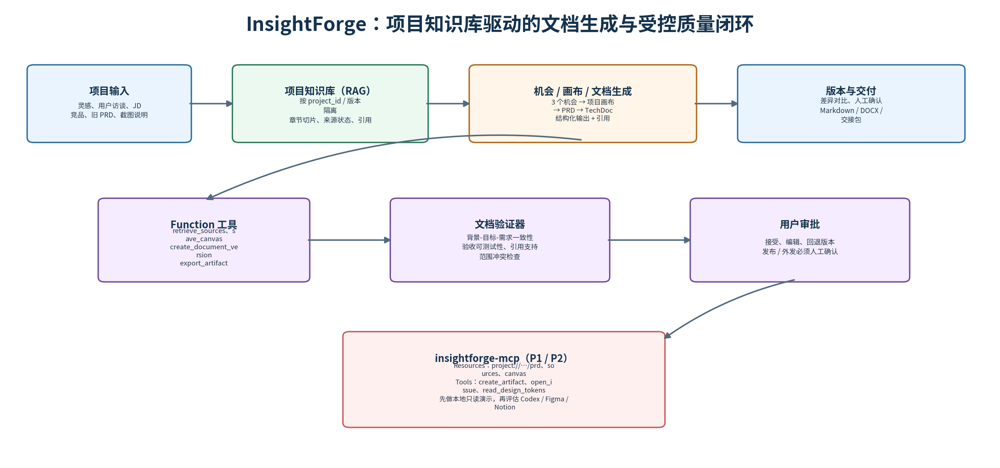 InsightForge：项目知识库驱动的文档生成与受控质量闭环
项目输入
灵感、用户访谈、JD
竞品、旧 PRD、截图说明
项目知识库（RAG）
按 project_id / 版本
隔离
章节切片、来源状态、引用
机会 / 画布 / 文档生成
3 个机会 → 项目画布
→ PRD → TechDoc
结构化输出 + 引用
版本与交付
差异对比、人工确认
Markdown / DOCX /
交接包
Function 工具
retrieve_sources、s
ave_canvas
create_document_ve
rsion
export_artifact
文档验证器
背景-目标-需求一致性
验收可测试性、引用支持
范围冲突检查
用户审批
接受、编辑、回退版本
发布 / 外发必须人工确认
insightforge-mcp（P1 / P2）
Resources：project://…/prd、so
urces、canvas
Tools：create_artifact、open_i
ssue、read_design_tokens
先做本地只读演示，再评估 Codex / Figma /
Notion